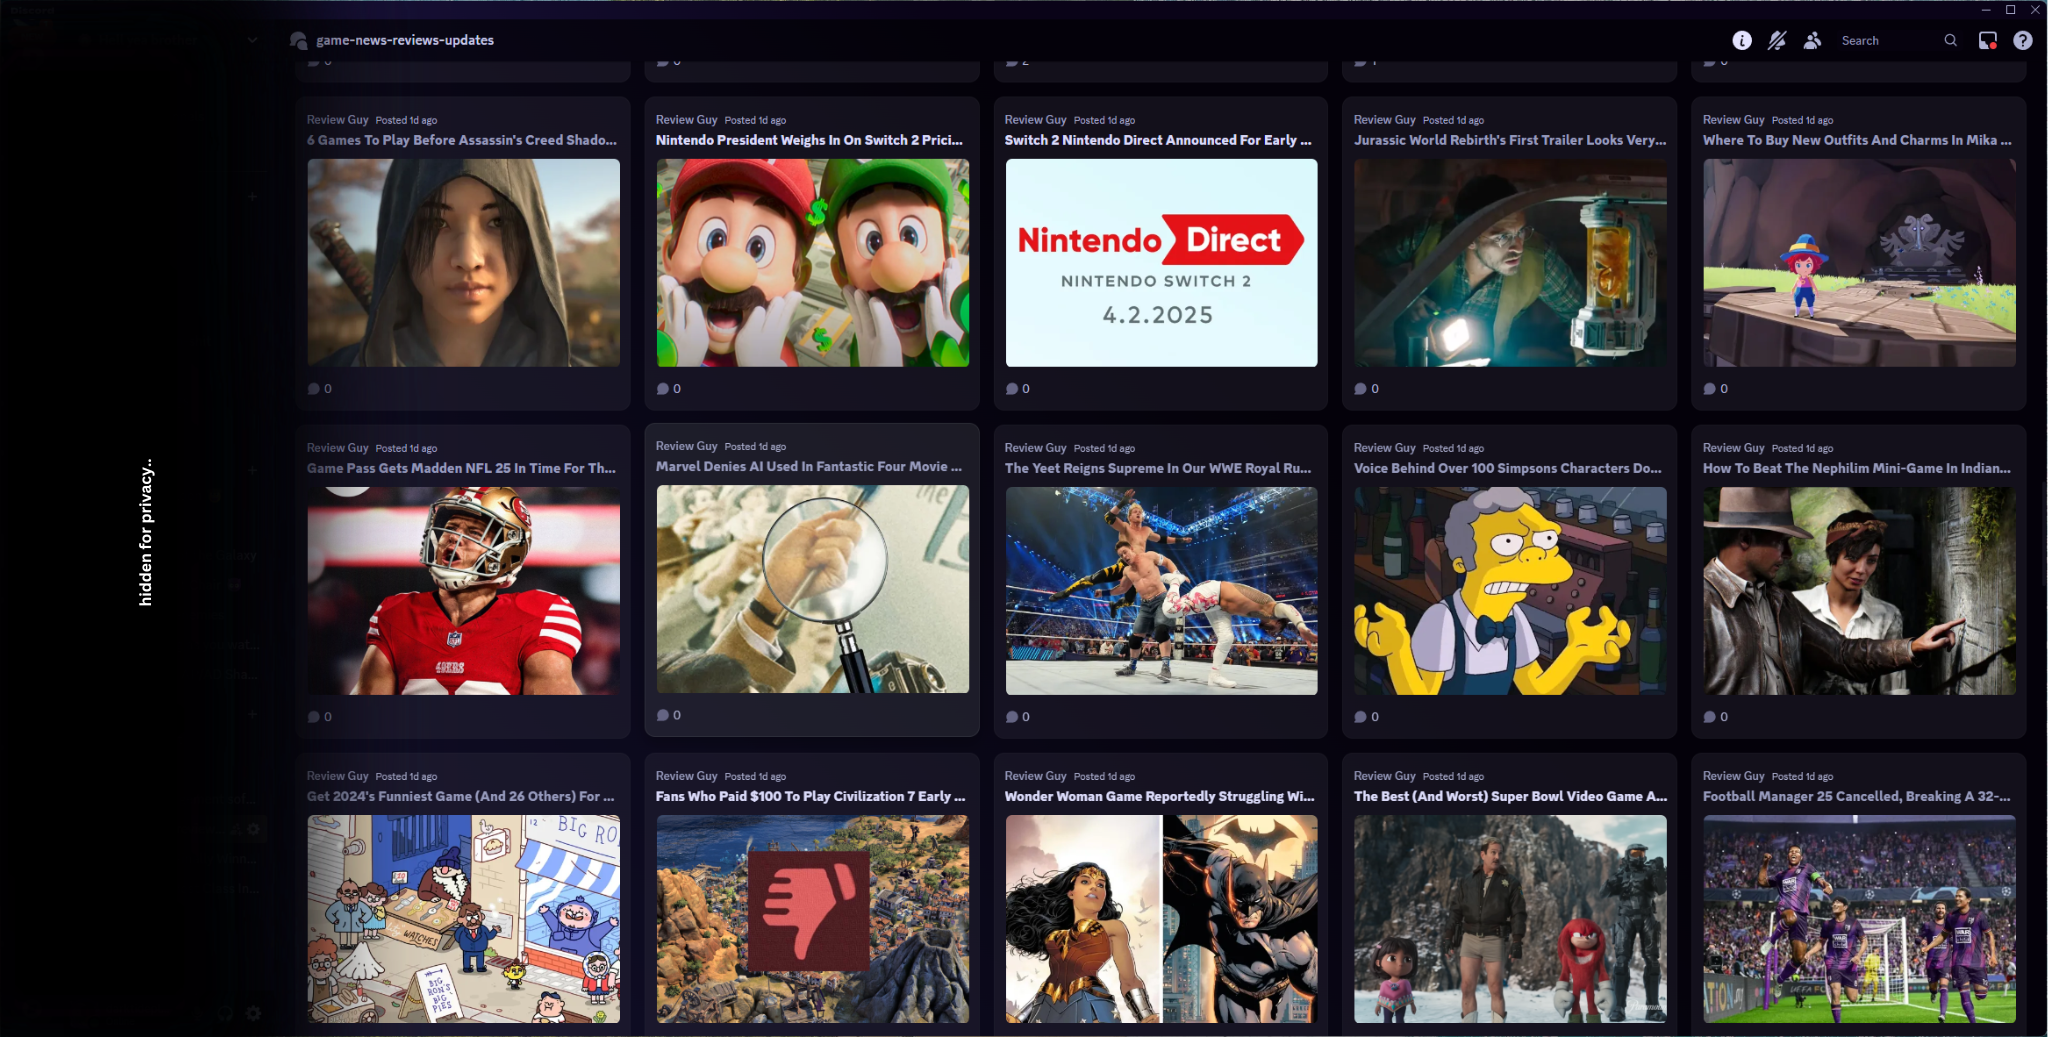 game-news-reviews-updates
Search
Review Guy Posted 1d ago
6 Games To Play Before Assassin's Creed Shado...
0
Review Guy Posted 1d ago
Nintendo President Weighs In On Switch 2 Prici...
0
Review Guy Posted 1d ago
Switch 2 Nintendo Direct Announced For Early ...
Nintendo Direct
NINTENDO SWITCH 2
4.2.2025
0
Review Guy Posted 1d ago
Jurassic World Rebirth's First Trailer Looks Very...
0
Review Guy Posted 1d ago
Where To Buy New Outfits And Charms In Mika ...
0
hidden for privacy..
Review Guy Posted 1d ago
Game Pass Gets Madden NFL 25 In Time For Th...
NFL
49ERS
0
Review Guy Posted 1d ago
Marvel Denies AI Used In Fantastic Four Movie ...
the
0
Review Guy Posted 1d ago
The Yeet Reigns Supreme In Our WWE Royal Ru...
0
Review Guy Posted 1d ago
Voice Behind Over 100 Simpsons Characters Do...
0
Review Guy Posted 1d ago
How To Beat The Nephilim Mini-Game In Indian...
0
Review Guy Posted 1d ago
Get 2024's Funniest Game (And 26 Others) For ...
BIG RO
WATCHES
BIG
RON'S
BIG
PIES
Review Guy Posted 1d ago
Fans Who Paid $100 To Play Civilization 7 Early ...
Review Guy Posted 1d ago
Wonder Woman Game Reportedly Struggling Wi...
Review Guy Posted 1d ago
The Best (And Worst) Super Bowl Video Game A...
Review Guy Posted 1d ago
Football Manager 25 Cancelled, Breaking A 32-...